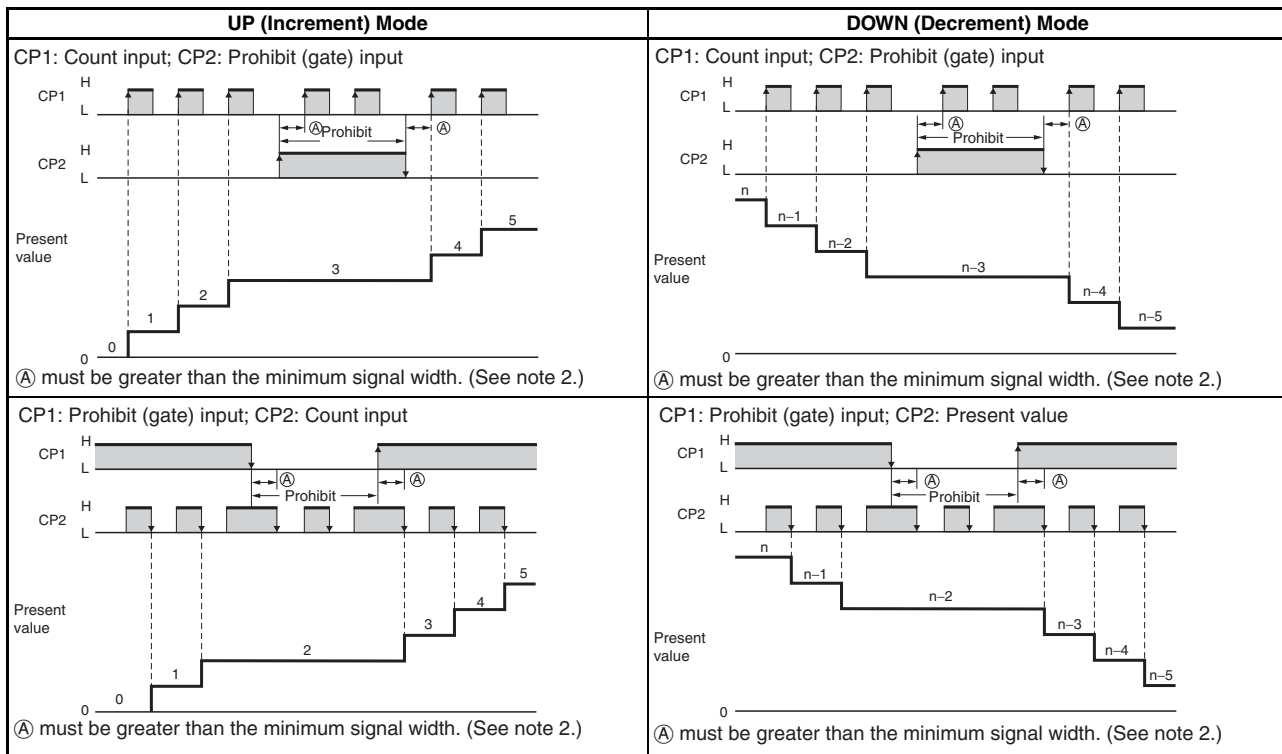 UP (Increment) Mode
DOWN (Decrement) Mode
CP1: Count input; CP2: Prohibit (gate) input
H
CP1
L
Ⓐ
Prohibit
Ⓐ
H
CP2
L
Present
value
0
1
2
3
4
5
0
Ⓐ must be greater than the minimum signal width. (See note 2.)
CP1: Count input; CP2: Prohibit (gate) input
H
CP1
L
Ⓐ
Prohibit
Ⓐ
H
CP2
L
n
n–1
n–2
n–3
n–4
n–5
Present
value
0
Ⓐ must be greater than the minimum signal width. (See note 2.)
CP1: Prohibit (gate) input; CP2: Count input
H
CP1
L
Ⓐ
Ⓐ
Prohibit
H
CP2
L
Present
value
0
1
2
3
4
5
0
Ⓐ must be greater than the minimum signal width. (See note 2.)
CP1: Prohibit (gate) input; CP2: Present value
H
CP1
L
Ⓐ
Ⓐ
Prohibit
H
CP2
L
n
n–1
n–2
n–3
n–4
n–5
Present
value
0
Ⓐ must be greater than the minimum signal width. (See note 2.)